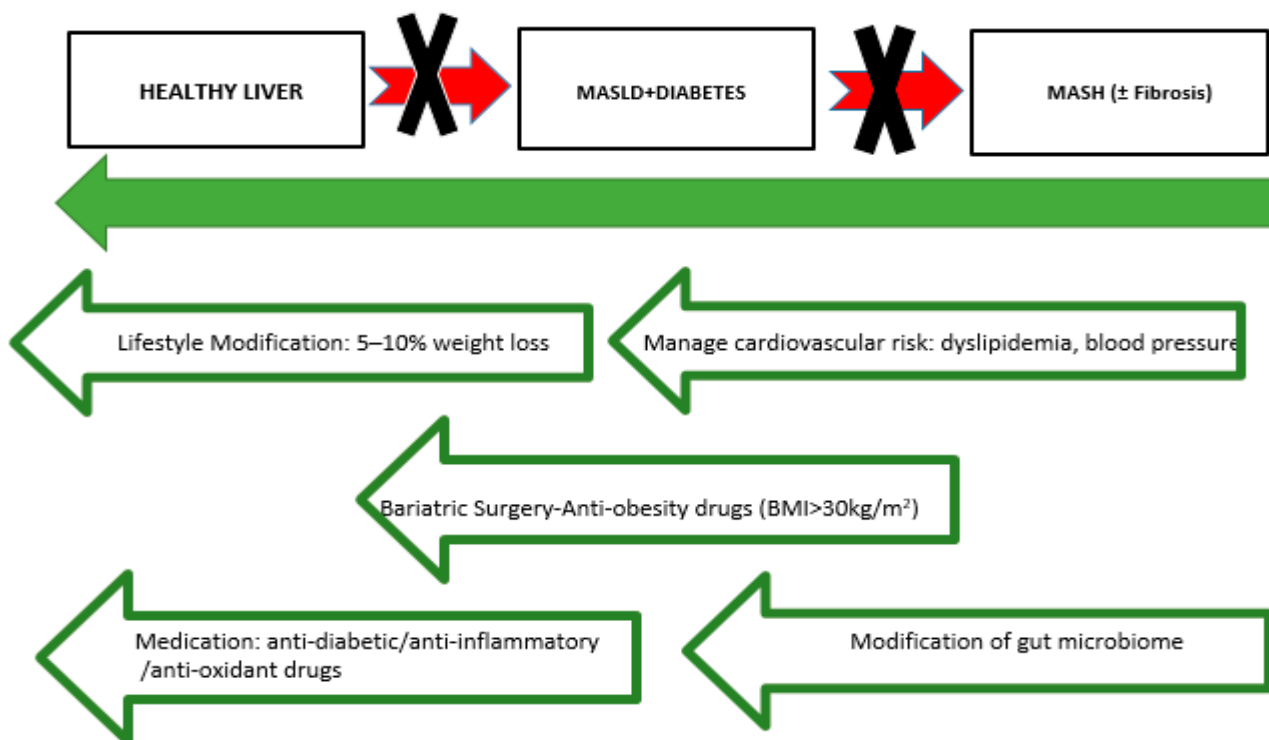 HEALTHY LIVER
MASLD+DIABETES
MASH (± Fibrosis)
Lifestyle Modification: 5–10% weight loss
Manage cardiovascular risk: dyslipidemia, blood pressure
Bariatric Surgery-Anti-obesity drugs (BMI>30kg/m²)
Medication: anti-diabetic/anti-inflammatory
/anti-oxidant drugs
Modification of gut microbiome